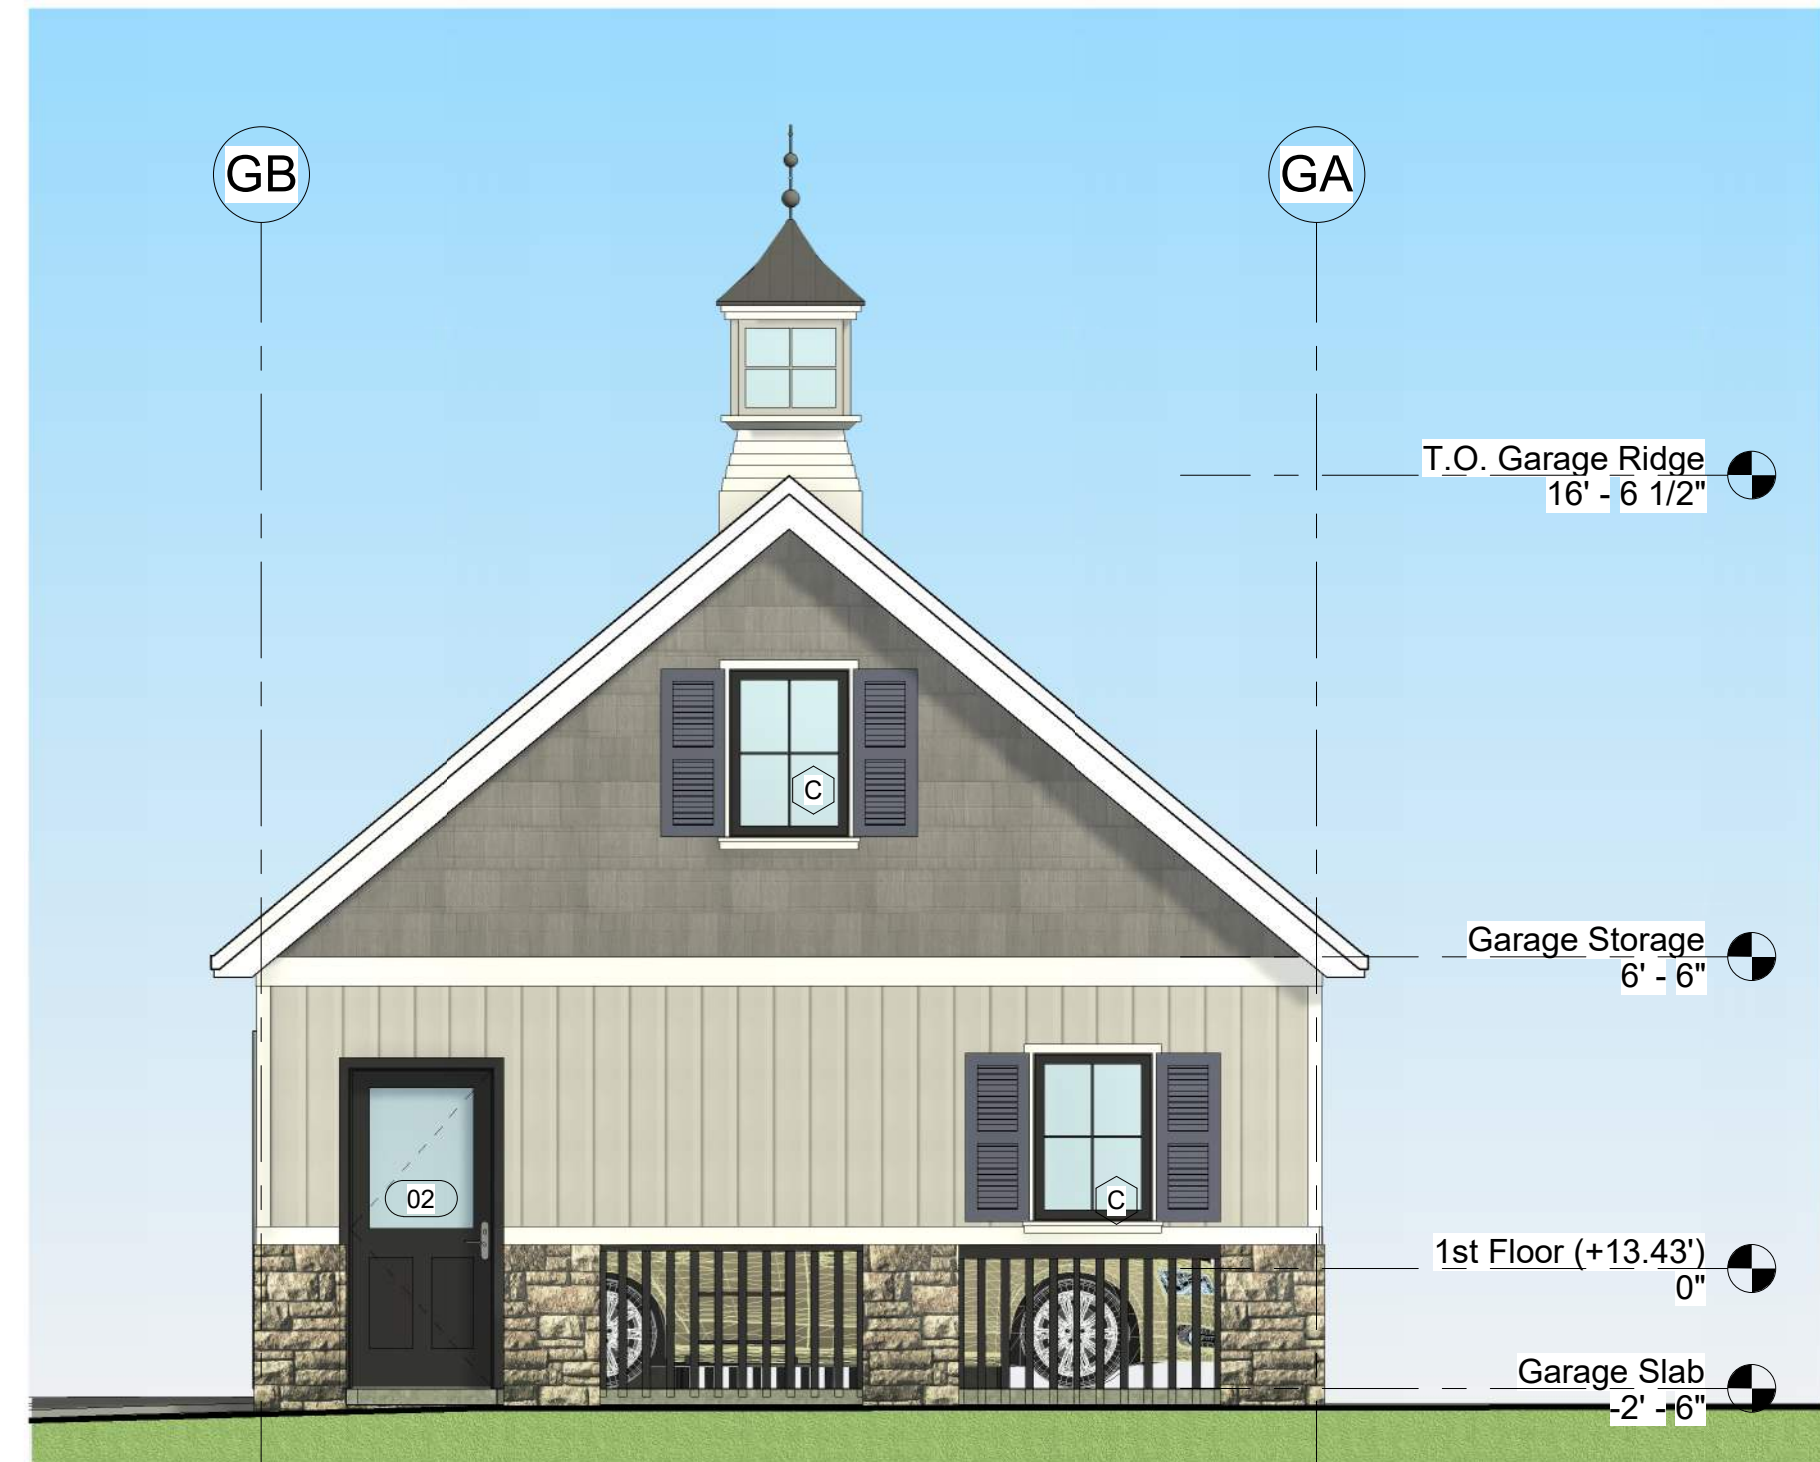 GB
GA
T.O. Garage Ridge
16' - 6 1/2"
C
Garage Storage
6' - 6"
02
C
1st Floor (+13.43')
0"
Garage Slab
-2' - 6"